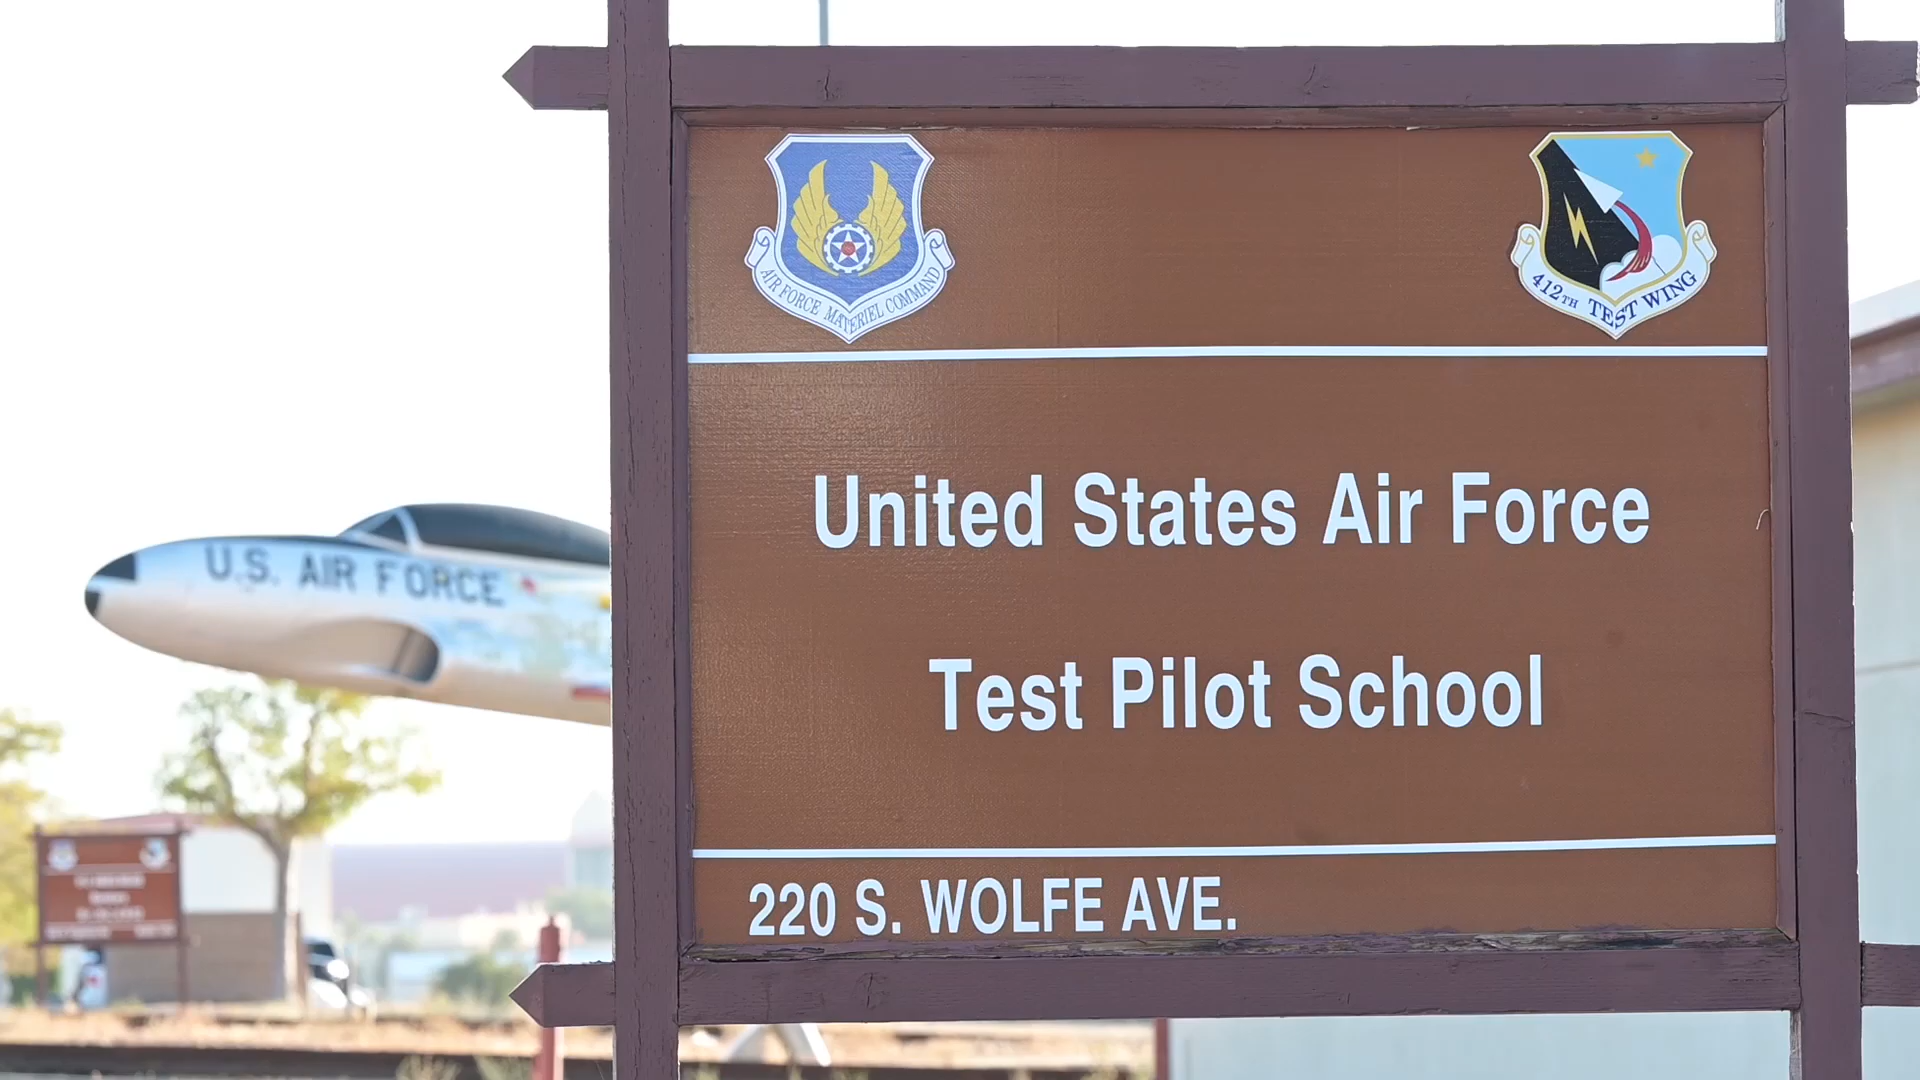 AIR FORCE MATERIEL COMMAND
412TH TEST WING
United States Air Force
Test Pilot School
220 S. WOLFE AVE.
U.S. AIR FORCE